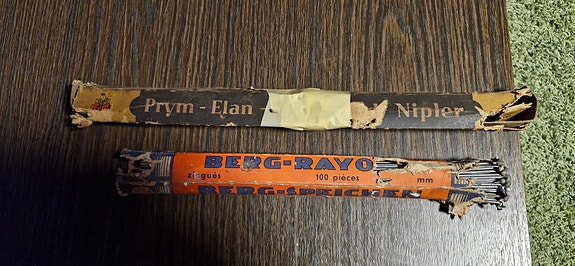 Prym - Elan - Nipler
BERG-RAYO
zingués 100 pièces mm
BERG-SPEICHEN